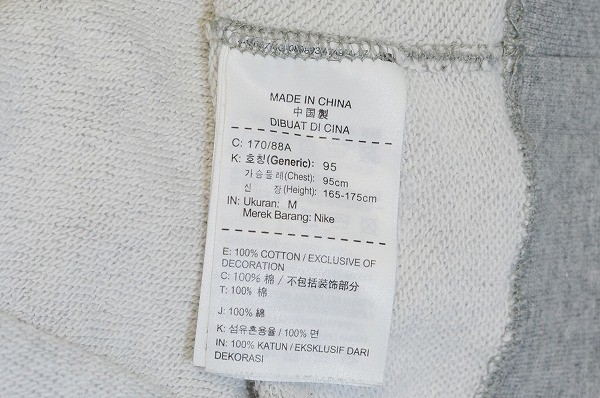 MADE IN CHINA
中国製
DIBUAT DI CINA
C: 170/88A
K: 호칭(Generic): 95
가슴둘레(Chest): 95cm
신 장(Height): 165-175cm
IN: Ukuran: M
Merek Barang: Nike
E: 100% COTTON / EXCLUSIVE OF
DECORATION
C: 100% 棉 / 不包括装饰部分
T: 100% 棉
J: 100% 綿
K: 섬유혼용율 / 100% 면
IN: 100% KATUN / EKSKLUSIF DARI
DEKORASI